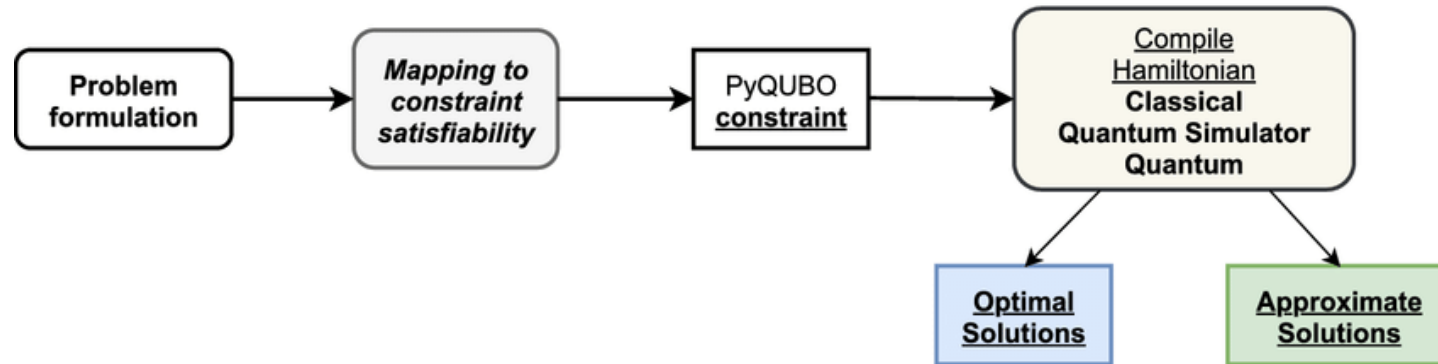 Problem
formulation
Mapping to
constraint
satisfiability
PyQUBO
constraint
Compile
Hamiltonian
Classical
Quantum Simulator
Quantum
Optimal
Solutions
Approximate
Solutions